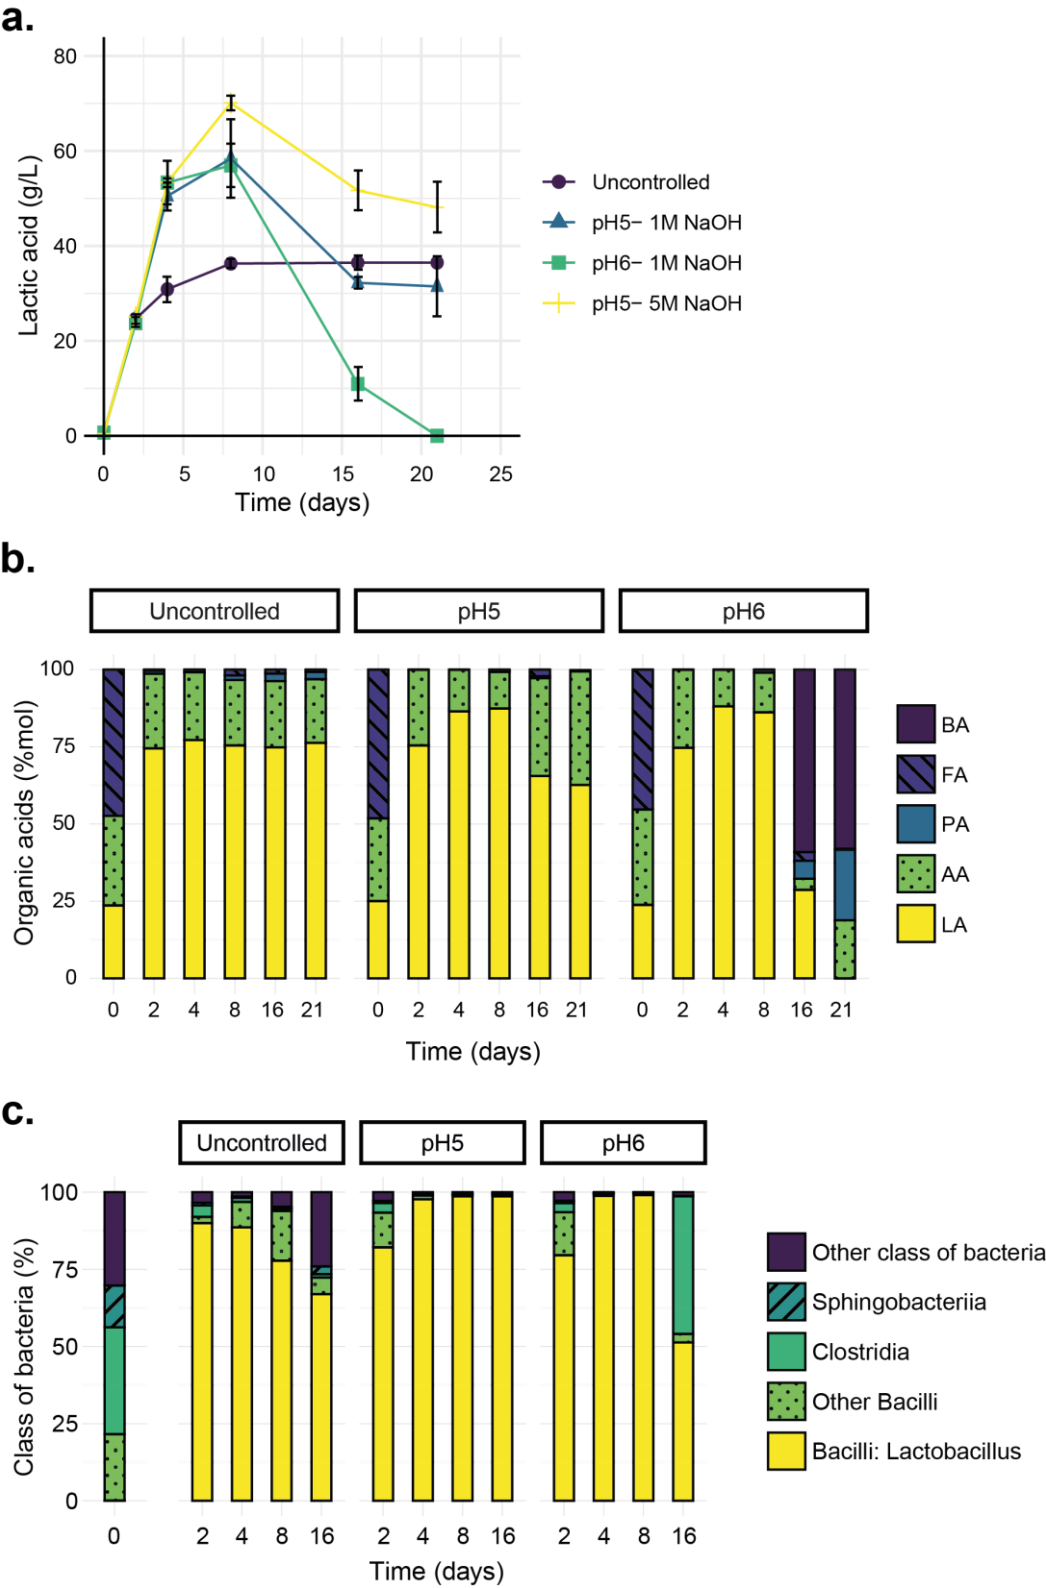 a.
80
60
40
20
0
Lactic acid (g/L)
0 5 10 15 20 25
Time (days)
Uncontrolled
pH5− 1M NaOH
pH6− 1M NaOH
pH5− 5M NaOH
b.
Uncontrolled pH5 pH6
100
75
50
25
0
Organic acids (%mol)
0 2 4 8 16 21 0 2 4 8 16 21 0 2 4 8 16 21
Time (days)
BA
FA
PA
AA
LA
c.
Uncontrolled pH5 pH6
100
75
50
25
0
Class of bacteria (%)
0 2 4 8 16 2 4 8 16 2 4 8 16
Time (days)
Other class of bacteria
Sphingobacteriia
Clostridia
Other Bacilli
Bacilli: Lactobacillus